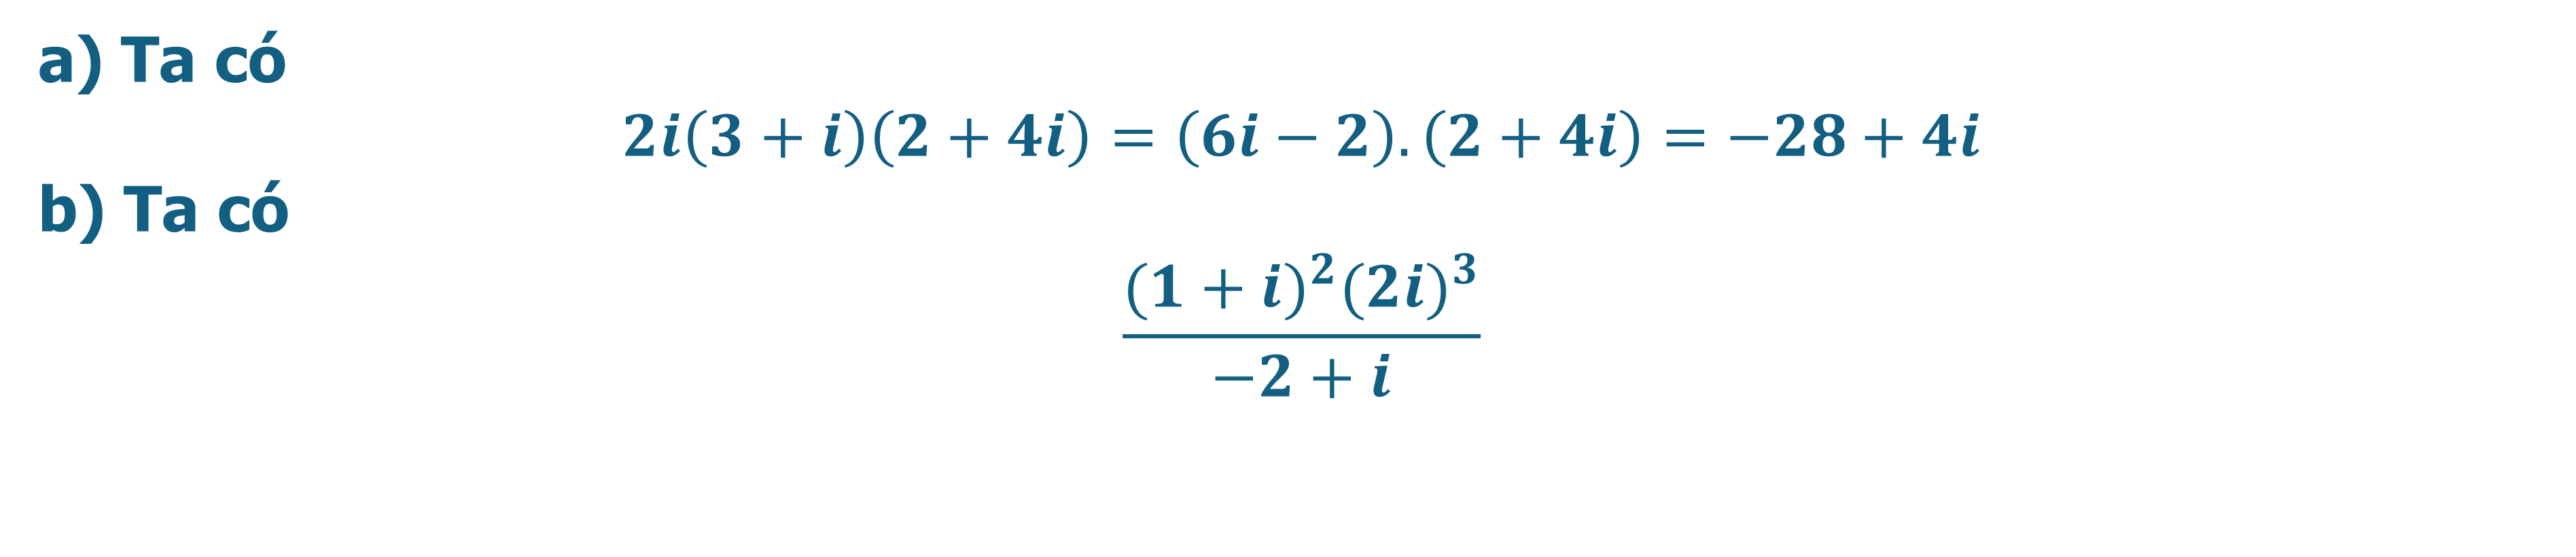 a) Ta có
2i(3 + i)(2 + 4i) = (6i − 2).(2 + 4i) = −28 + 4i
b) Ta có
(1 + i)²(2i)³
−2 + i